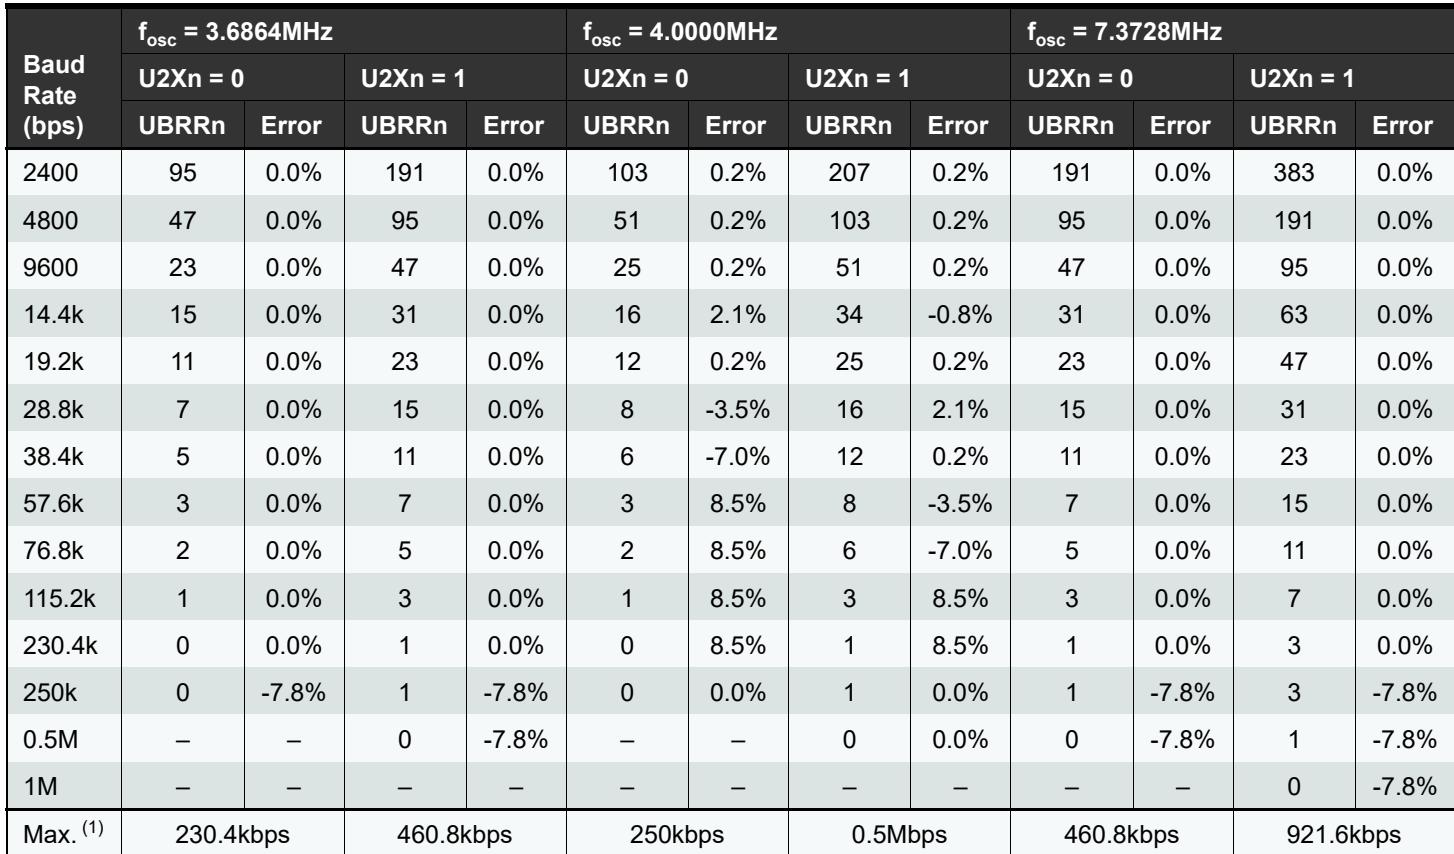 fosc = 3.6864MHz fosc = 4.0000MHz fosc = 7.3728MHz
Baud Rate (bps) U2Xn = 0 U2Xn = 1 U2Xn = 0 U2Xn = 1 U2Xn = 0 U2Xn = 1
UBRRn Error UBRRn Error UBRRn Error UBRRn Error UBRRn Error UBRRn Error
2400 95 0.0% 191 0.0% 103 0.2% 207 0.2% 191 0.0% 383 0.0%
4800 47 0.0% 95 0.0% 51 0.2% 103 0.2% 95 0.0% 191 0.0%
9600 23 0.0% 47 0.0% 25 0.2% 51 0.2% 47 0.0% 95 0.0%
14.4k 15 0.0% 31 0.0% 16 2.1% 34 -0.8% 31 0.0% 63 0.0%
19.2k 11 0.0% 23 0.0% 12 0.2% 25 0.2% 23 0.0% 47 0.0%
28.8k 7 0.0% 15 0.0% 8 -3.5% 16 2.1% 15 0.0% 31 0.0%
38.4k 5 0.0% 11 0.0% 6 -7.0% 12 0.2% 11 0.0% 23 0.0%
57.6k 3 0.0% 7 0.0% 3 8.5% 8 -3.5% 7 0.0% 15 0.0%
76.8k 2 0.0% 5 0.0% 2 8.5% 6 -7.0% 5 0.0% 11 0.0%
115.2k 1 0.0% 3 0.0% 1 8.5% 3 8.5% 3 0.0% 7 0.0%
230.4k 0 0.0% 1 0.0% 0 8.5% 1 8.5% 1 0.0% 3 0.0%
250k 0 -7.8% 1 -7.8% 0 0.0% 1 0.0% 1 -7.8% 3 -7.8%
0.5M – – 0 -7.8% – – 0 0.0% 0 -7.8% 1 -7.8%
1M – – – – – – – – – – 0 -7.8%
Max. (1) 230.4kbps 460.8kbps 250kbps 0.5Mbps 460.8kbps 921.6kbps